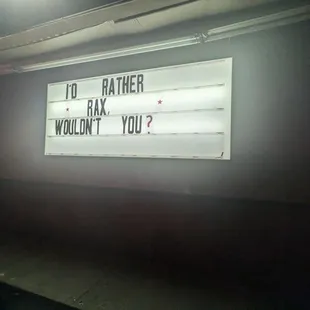 I'D RATHER
RAX,
WOULDN'T YOU?